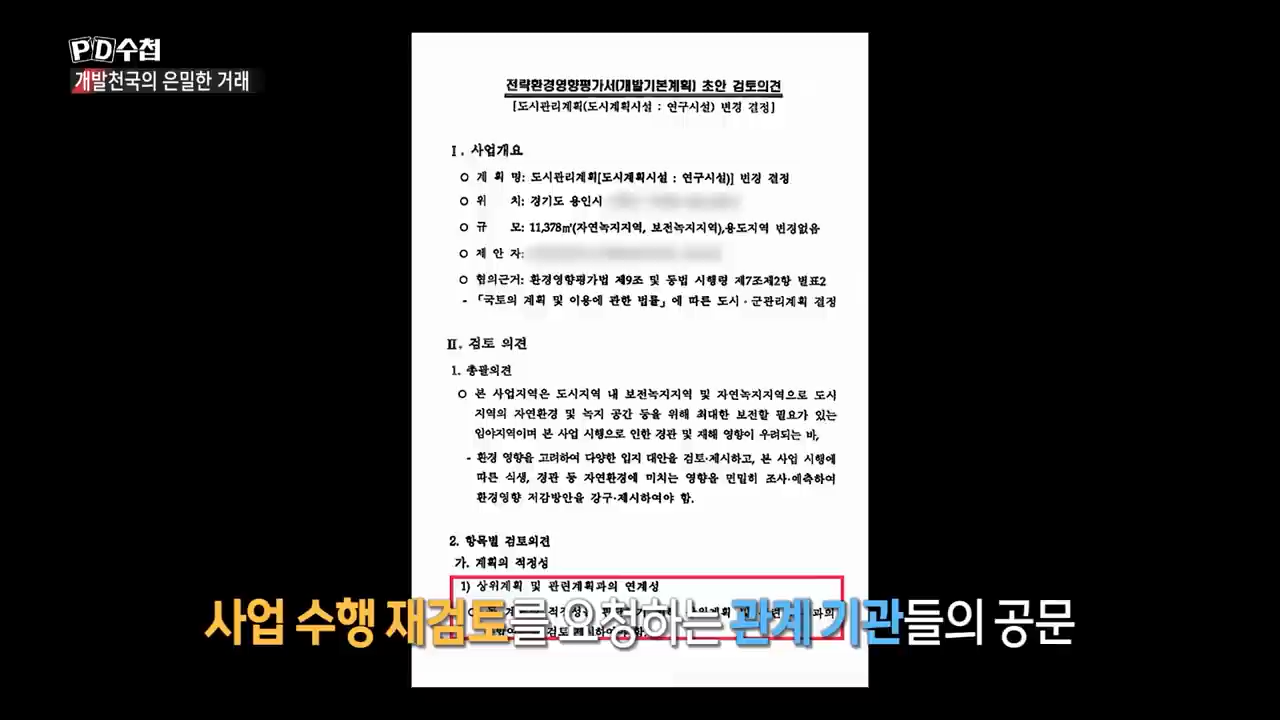 PD수첩
개발천국의 은밀한 거래
전략환경영향평가서(개발기본계획) 초안 검토의견
[도시관리계획(도시계획시설 : 연구시설) 변경 결정]
Ⅰ. 사업개요
○ 계 획 명: 도시관리계획[도시계획시설 : 연구시설)] 변경 결정
○ 위 치: 경기도 용인시
○ 규 모: 11,378㎡(자연녹지지역, 보전녹지지역),용도지역 변경없음
○ 제 안 자:
○ 협의근거: 환경영향평가법 제9조 및 동법 시행령 제7조제2항 별표2
- 「국토의 계획 및 이용에 관한 법률」에 따른 도시·군관리계획 결정
Ⅱ. 검토 의견
1. 총괄의견
○ 본 사업지역은 도시지역 내 보전녹지지역 및 자연녹지지역으로 도시
지역의 자연환경 및 녹지 공간 등을 위해 최대한 보전할 필요가 있는
임야지역이며 본 사업 시행으로 인한 경관 및 재해 영향이 우려되는 바,
- 환경 영향을 고려하여 다양한 입지 대안을 검토·제시하고, 본 사업 시행에
따른 식생, 경관 등 자연환경에 미치는 영향을 면밀히 조사·예측하여
환경영향 저감방안을 강구·제시하여야 함.
2. 항목별 검토의견
가. 계획의 적정성
1) 상위계획 및 관련계획과의 연계성
사업 수행 재검토를 요청하는 관계 기관들의 공문